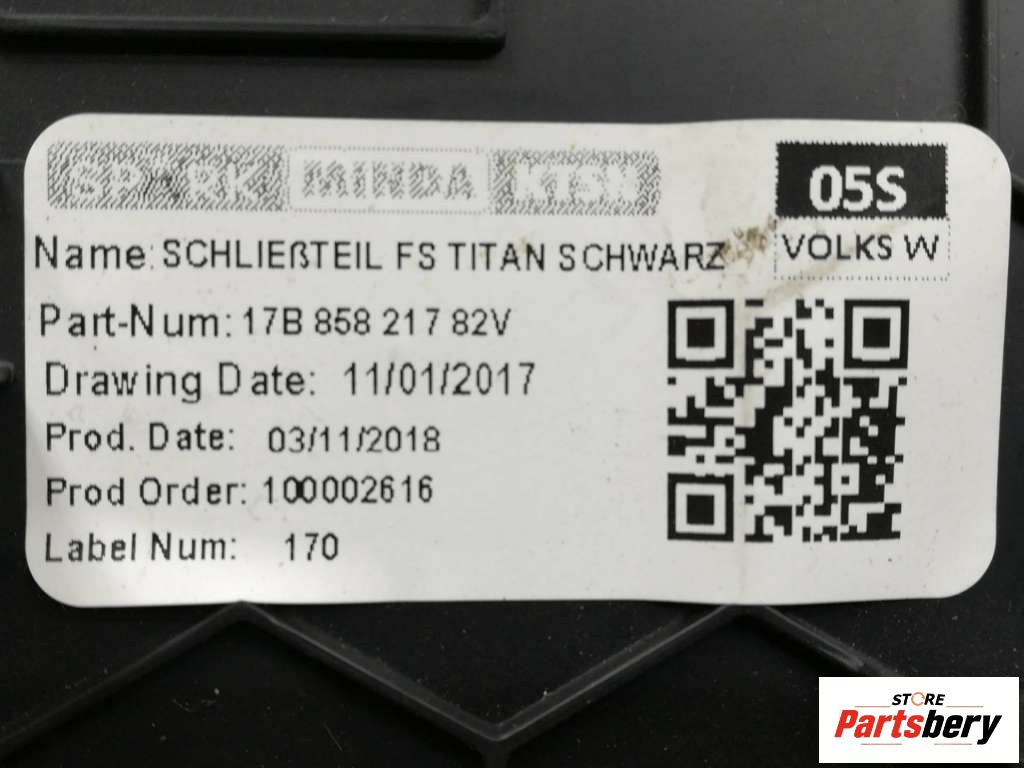 SPARK MINDA KTSN
05S
Name: SCHLIEßTEIL FS TITAN SCHWARZ
VOLKS W
Part-Num: 17B 858 217 82V
Drawing Date: 11/01/2017
Prod. Date: 03/11/2018
Prod Order: 100002616
Label Num: 170
STORE
Partsbery